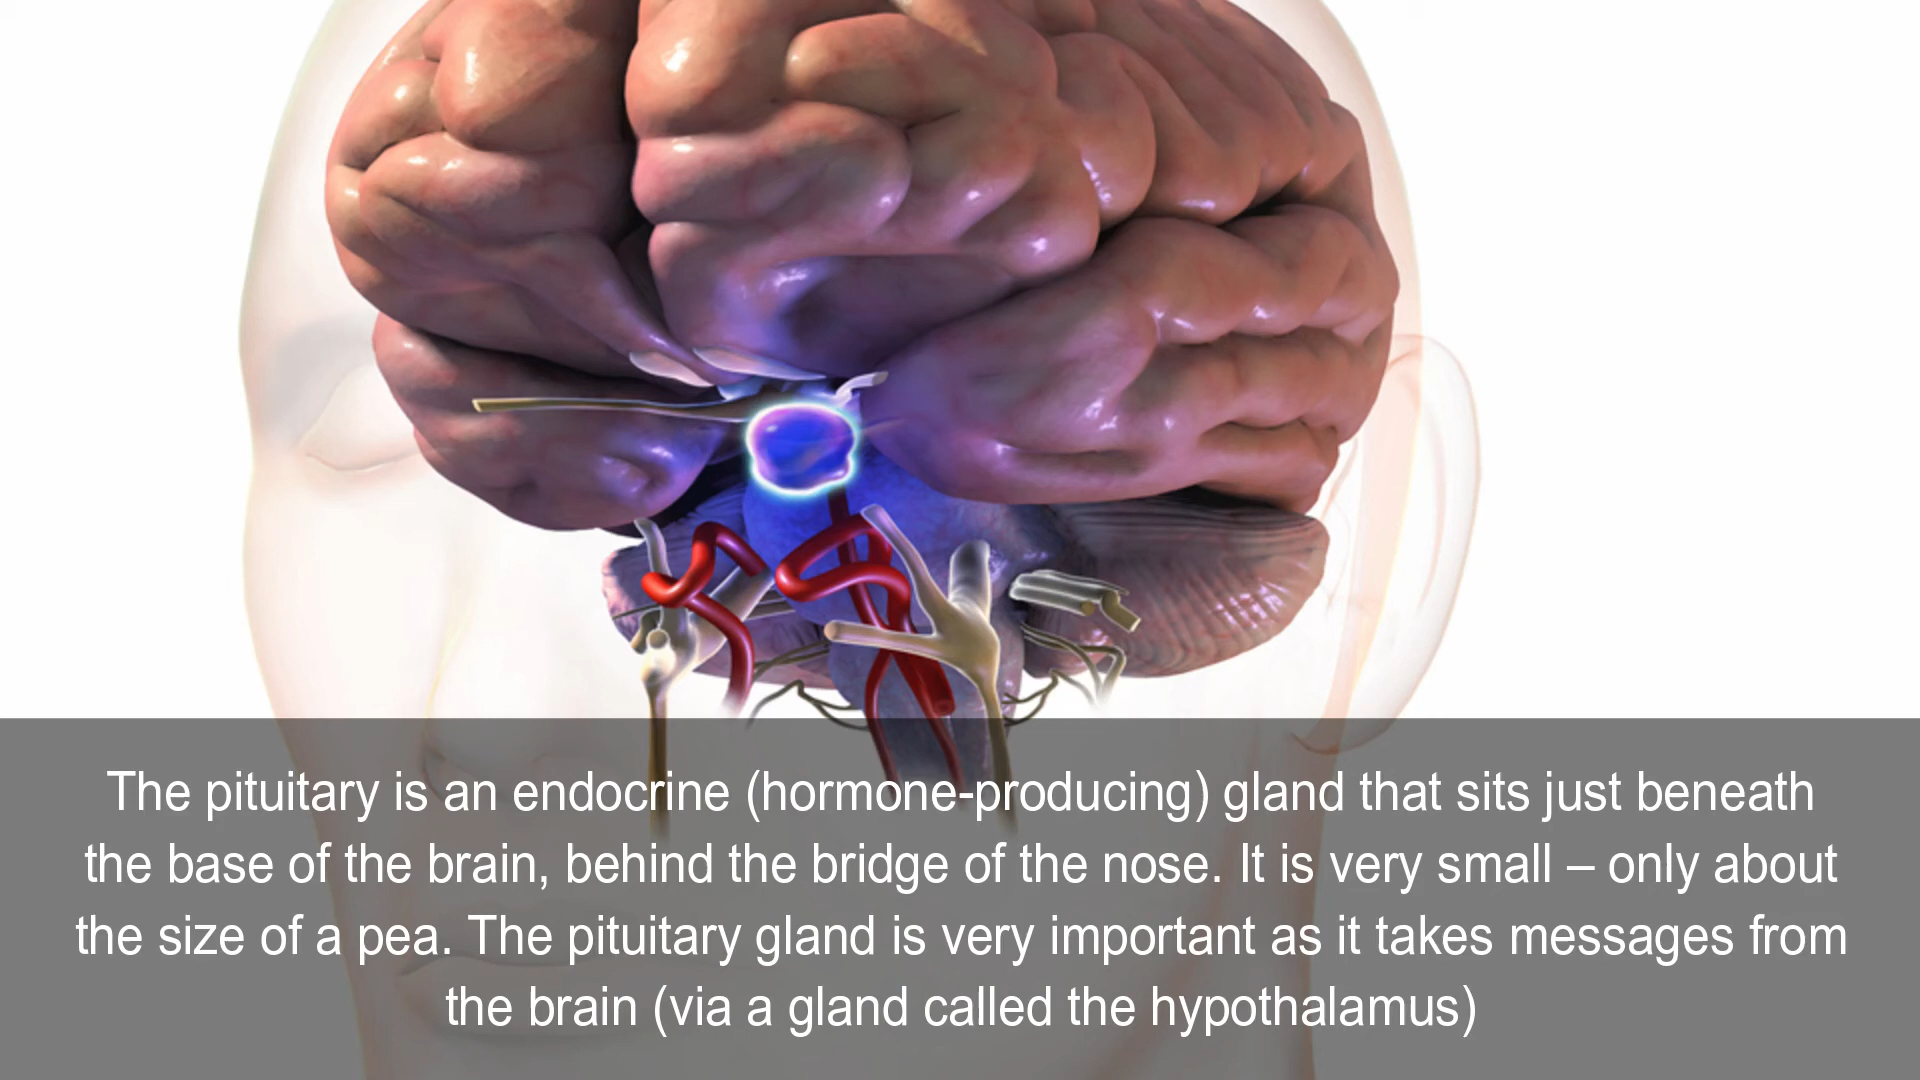 The pituitary is an endocrine (hormone-producing) gland that sits just beneath
the base of the brain, behind the bridge of the nose. It is very small – only about
the size of a pea. The pituitary gland is very important as it takes messages from
the brain (via a gland called the hypothalamus)